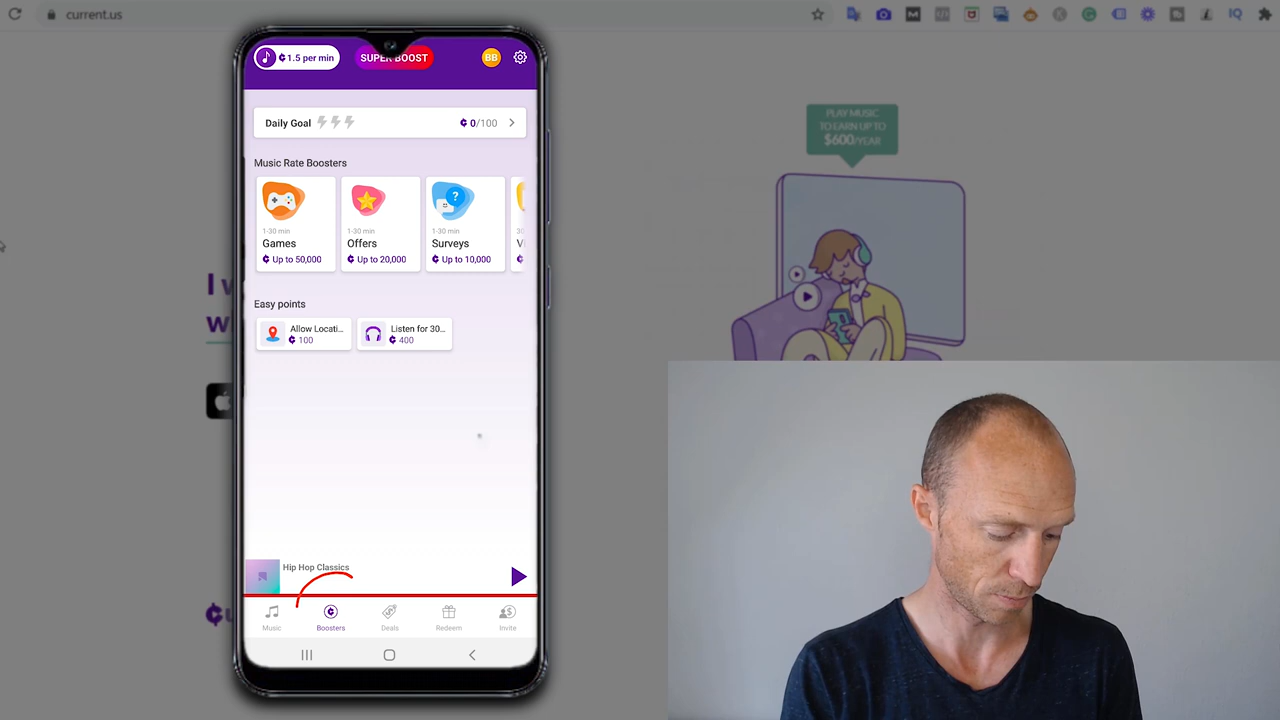 current.us
1.5 per min
SUPER BOOST
BB
Daily Goal
0/100
PLAY MUSIC
TO EARN UP TO
$600/YEAR
Music Rate Boosters
1-30 min
Games
Up to 50,000
1-30 min
Offers
Up to 20,000
1-30 min
Surveys
Up to 10,000
Easy points
Allow Locati...
100
Listen for 30...
400
Hip Hop Classics
Music
Boosters
Deals
Redeem
Invite
IQ